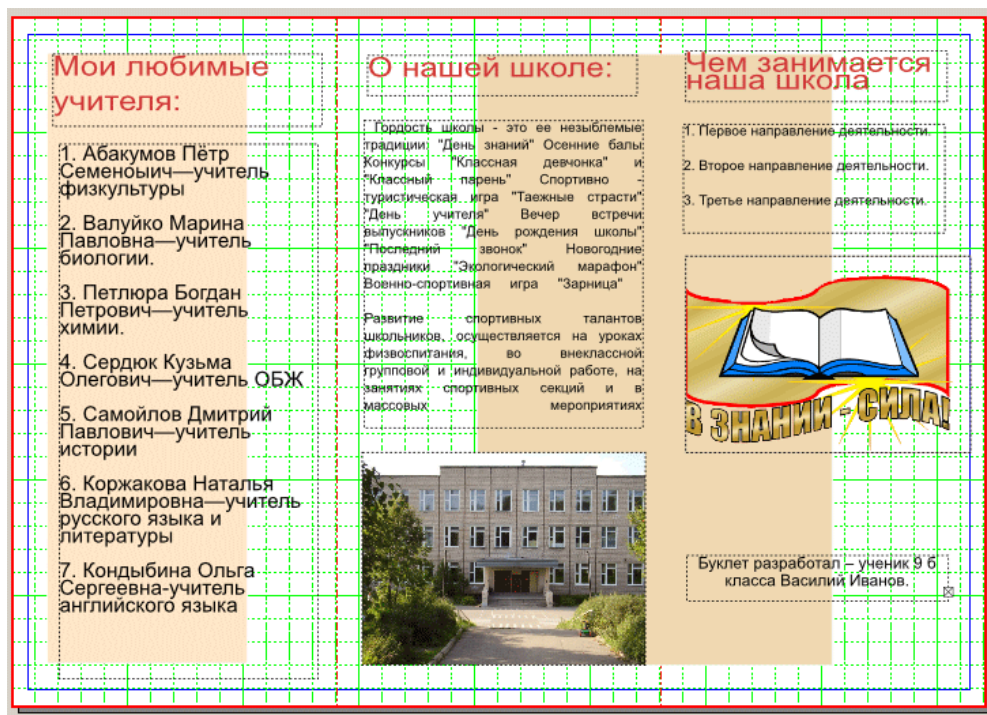 Мои любимые
учителя:
1. Абакумов Пётр
Семеноыич—учитель
физкультуры
2. Валуйко Марина
Павловна—учитель
биологии.
3. Петлюра Богдан
Петрович—учитель
химии.
4. Сердюк Кузьма
Олегович—учитель ОБЖ
5. Самойлов Дмитрий
Павлович—учитель
истории
6. Коржакова Наталья
Владимировна—учитель
русского языка и
литературы
7. Кондыбина Ольга
Сергеевна-учитель
английского языка
О нашей школе:
Гордость школы - это ее незыблемые
традиции: "День знаний" Осенние балы
Конкурсы "Классная девчонка" и
"Классный парень" Спортивно -
туристическая игра "Таежные страсти"
"День учителя" Вечер встречи
выпускников "День рождения школы"
"Последний звонок" Новогодние
праздники "Экологический марафон"
Военно-спортивная игра "Зарница"
Развитие спортивных талантов
школьников, осуществляется на уроках
физвоспитания, во внеклассной
групповой и индивидуальной работе, на
занятиях спортивных секций и в
массовых мероприятиях
Чем занимается
наша школа
1. Первое направление деятельности.
2. Второе направление деятельности.
3. Третье направление деятельности.
В ЗНАНИИ - СИЛА!
Буклет разработал – ученик 9 б
класса Василий Иванов.